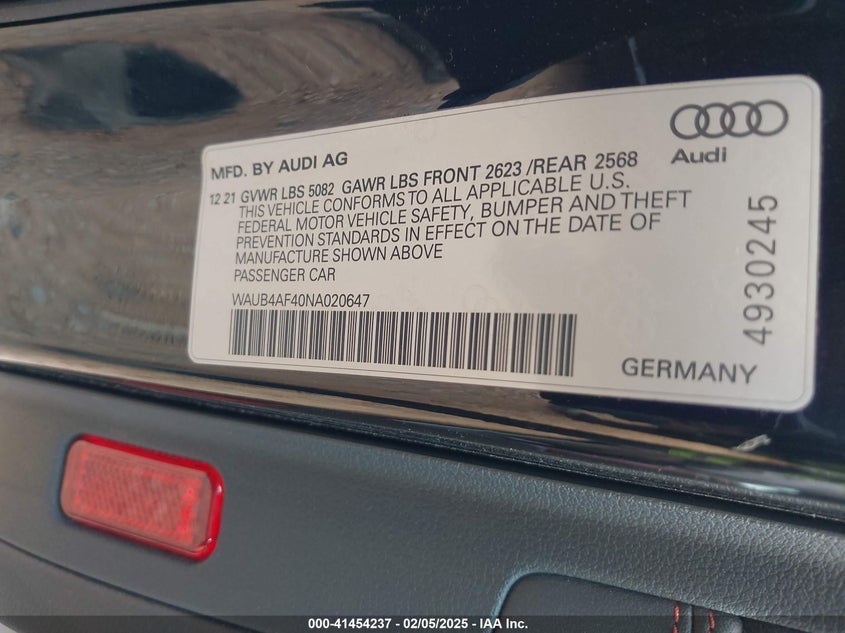 MFD. BY AUDI AG
Audi
12 21 GVWR LBS 5082 GAWR LBS FRONT 2623 /REAR 2568
THIS VEHICLE CONFORMS TO ALL APPLICABLE U.S.
FEDERAL MOTOR VEHICLE SAFETY, BUMPER AND THEFT
PREVENTION STANDARDS IN EFFECT ON THE DATE OF
MANUFACTURE SHOWN ABOVE
PASSENGER CAR
WAUB4AF40NA020647
4930245
GERMANY
000-41454237 - 02/05/2025 - IAA Inc.